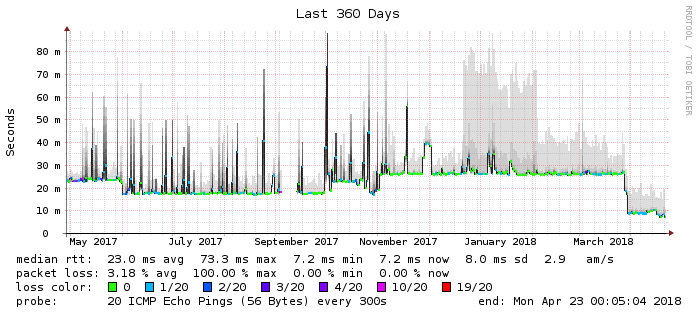 Last 360 Days
RRDTOOL / TOBI OETIKER
Seconds
80 m
70 m
60 m
50 m
40 m
30 m
20 m
10 m
0
May 2017 July 2017 September 2017 November 2017 January 2018 March 2018
median rtt: 23.0 ms avg 73.3 ms max 7.2 ms min 7.2 ms now 8.0 ms sd 2.9 am/s
packet loss: 3.18 % avg 100.00 % max 0.00 % min 0.00 % now
loss color: 0 1/20 2/20 3/20 4/20 10/20 19/20
probe: 20 ICMP Echo Pings (56 Bytes) every 300s end: Mon Apr 23 00:05:04 2018